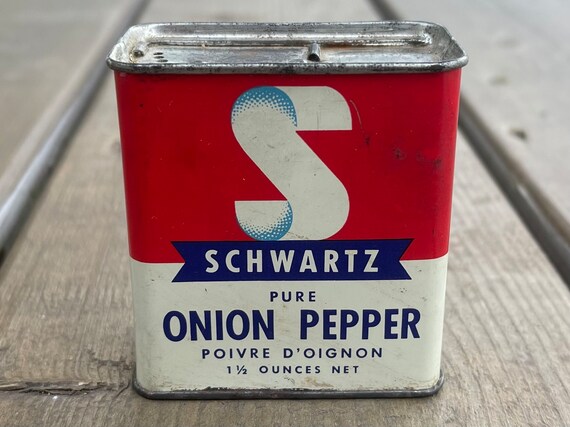 S
SCHWARTZ
PURE
ONION PEPPER
POIVRE D'OIGNON
1½ OUNCES NET